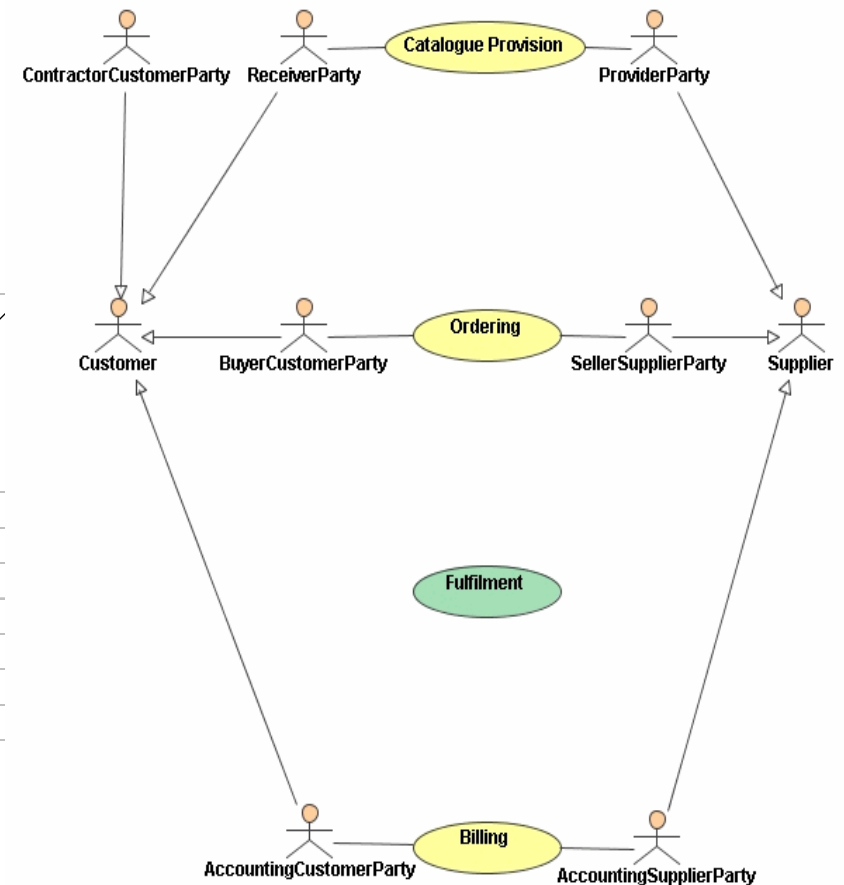 Catalogue Provision
ContractorCustomerParty
ReceiverParty
ProviderParty
Ordering
Customer
BuyerCustomerParty
SellerSupplierParty
Supplier
Fulfilment
Billing
AccountingCustomerParty
AccountingSupplierParty